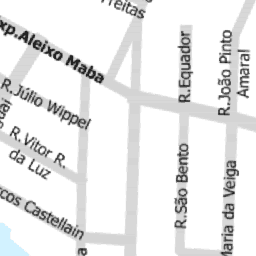 Freitas
xp.Aleixo Maba
R.Júlio Wippel
R.Vitor R.
da Luz
cos Castellain
R.Equador
R.João Pinto
Amaral
R.São Bento
Maria da Veiga